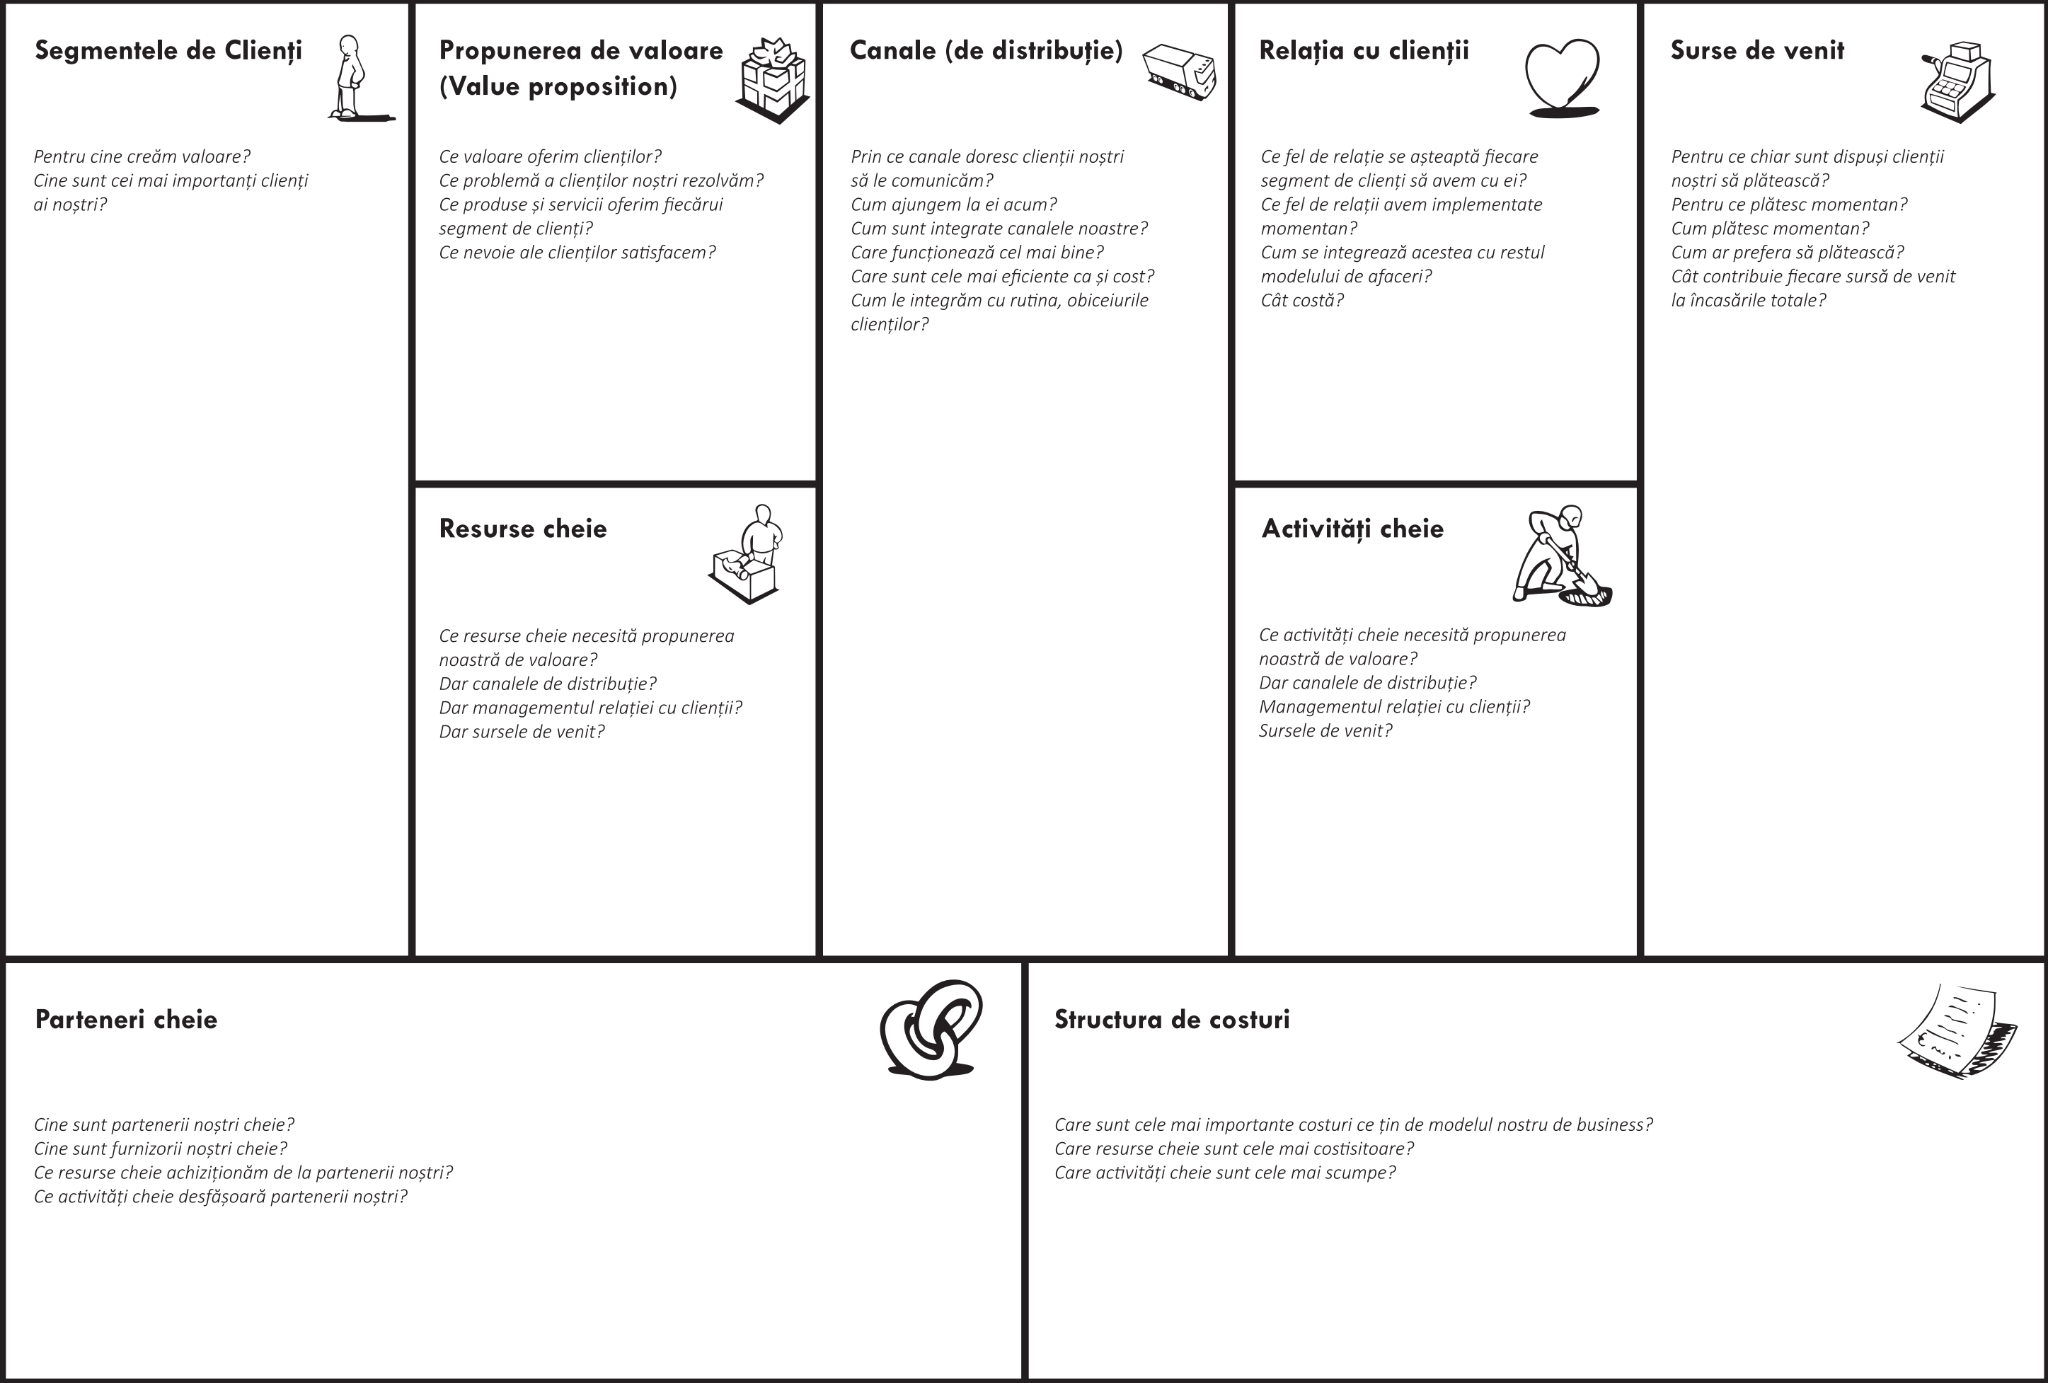 Segmentele de Clienți
Pentru cine creăm valoare?
Cine sunt cei mai importanți clienți
ai noștri?
Propunerea de valoare
(Value proposition)
Ce valoare oferim clienților?
Ce problemă a clienților noștri rezolvăm?
Ce produse și servicii oferim fiecărui
segment de clienți?
Ce nevoie ale clienților satisfacem?
Resurse cheie
Ce resurse cheie necesită propunerea
noastră de valoare?
Dar canalele de distribuție?
Dar managementul relației cu clienții?
Dar sursele de venit?
Canale (de distribuție)
Prin ce canale doresc clienții noștri
să le comunicăm?
Cum ajungem la ei acum?
Cum sunt integrate canalele noastre?
Care funcționează cel mai bine?
Care sunt cele mai eficiente ca și cost?
Cum le integrăm cu rutina, obiceiurile
clienților?
Relația cu clienții
Ce fel de relație se așteaptă fiecare
segment de clienți să avem cu ei?
Ce fel de relații avem implementate
momentan?
Cum se integrează acestea cu restul
modelului de afaceri?
Cât costă?
Activități cheie
Ce activități cheie necesită propunerea
noastră de valoare?
Dar canalele de distribuție?
Managementul relației cu clienții?
Sursele de venit?
Surse de venit
Pentru ce chiar sunt dispuși clienții
noștri să plătească?
Pentru ce plătesc momentan?
Cum plătesc momentan?
Cum ar prefera să plătească?
Cât contribuie fiecare sursă de venit
la încasările totale?
Parteneri cheie
Cine sunt partenerii noștri cheie?
Cine sunt furnizorii noștri cheie?
Ce resurse cheie achiziționăm de la partenerii noștri?
Ce activități cheie desfășoară partenerii noștri?
Structura de costuri
Care sunt cele mai importante costuri ce țin de modelul nostru de business?
Care resurse cheie sunt cele mai costisitoare?
Care activități cheie sunt cele mai scumpe?